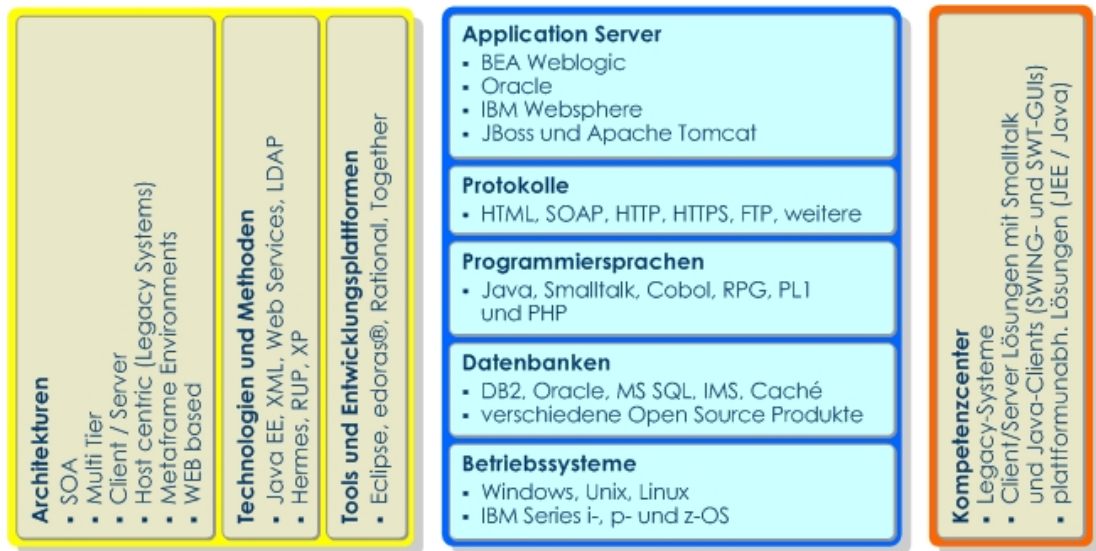 Architekturen
▪ SOA
▪ Multi Tier
▪ Client / Server
▪ Host centric (Legacy Systems)
▪ Metaframe Environments
▪ WEB based
Technologien und Methoden
▪ Java EE, XML, Web Services, LDAP
▪ Hermes, RUP, XP
Tools und Entwicklungsplattformen
▪ Eclipse, edoras®, Rational, Together
Application Server
▪ BEA Weblogic
▪ Oracle
▪ IBM Websphere
▪ JBoss und Apache Tomcat
Protokolle
▪ HTML, SOAP, HTTP, HTTPS, FTP, weitere
Programmiersprachen
▪ Java, Smalltalk, Cobol, RPG, PL1
und PHP
Datenbanken
▪ DB2, Oracle, MS SQL, IMS, Caché
▪ verschiedene Open Source Produkte
Betriebssysteme
▪ Windows, Unix, Linux
▪ IBM Series i-, p- und z-OS
Kompetenzcenter
▪ Legacy-Systeme
▪ Client/Server Lösungen mit Smalltalk
und Java-Clients (SWING- und SWT-GUIs)
▪ plattformunabh. Lösungen (JEE / Java)